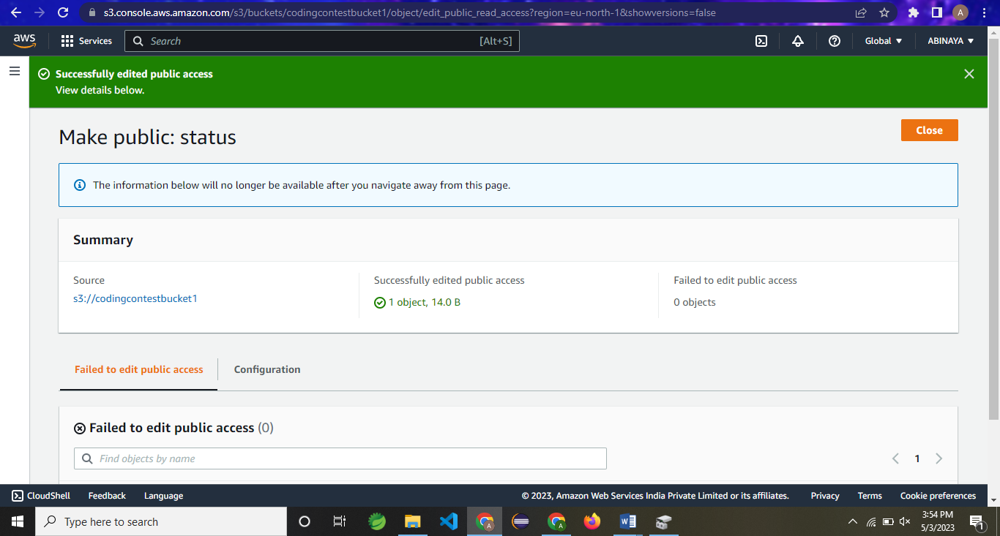 s3.console.aws.amazon.com/s3/buckets/codingcontestbucket1/object/edit_public_read_access?region=eu-north-1&showversions=false
A
aws
Services
Search
[Alt+S]
Global
ABINAYA
Successfully edited public access
View details below.
Make public: status
Close
The information below will no longer be available after you navigate away from this page.
Summary
Source
s3://codingcontestbucket1
Successfully edited public access
1 object, 14.0 B
Failed to edit public access
0 objects
Failed to edit public access
Configuration
Failed to edit public access (0)
Find objects by name
1
CloudShell
Feedback
Language
© 2023, Amazon Web Services India Private Limited or its affiliates.
Privacy
Terms
Cookie preferences
Type here to search
A
A
W
3:54 PM
5/3/2023
1